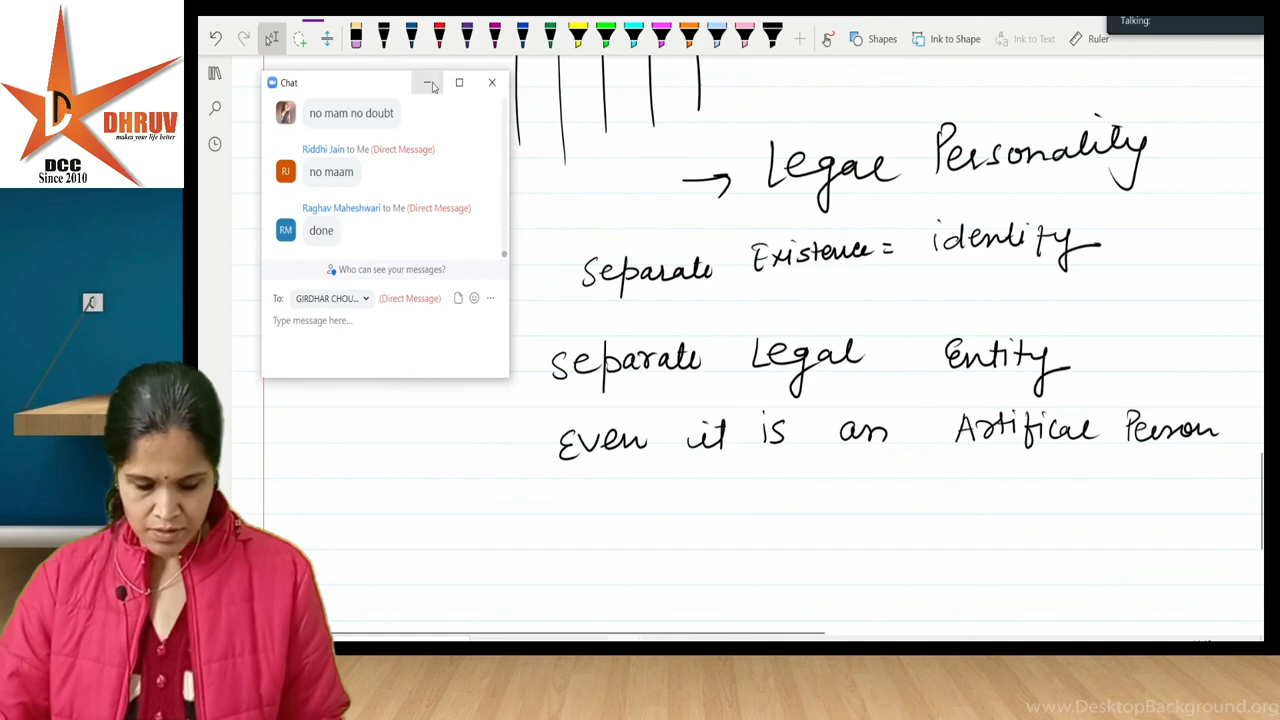 Talking:
Shapes
Ink to Shape
Ink to Text
Ruler
D
DHRUV
makes your life better
DCC
Since 2010
Chat
no mam no doubt
Riddhi Jain to Me (Direct Message)
RJ
no maam
Raghav Maheshwari to Me (Direct Message)
RM
done
Who can see your messages?
To: GIRDHAR CHOU... (Direct Message)
Type message here...
→ Legal Personality
Separate Existence = identity
Separate Legal Entity
Even it is an Artifical Person
www.DesktopBackground.org